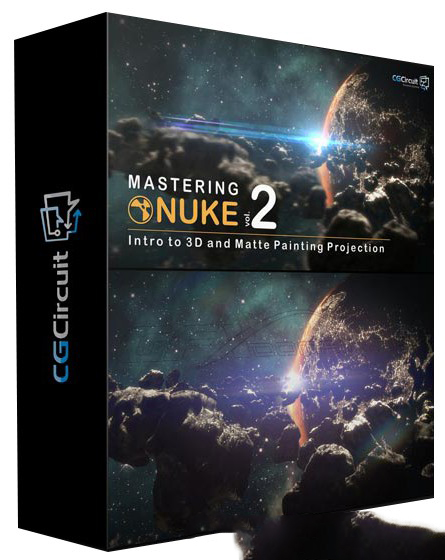 CGCircuit
MASTERING
NUKE vol. 2
Intro to 3D and Matte Painting Projection
CGCircuit